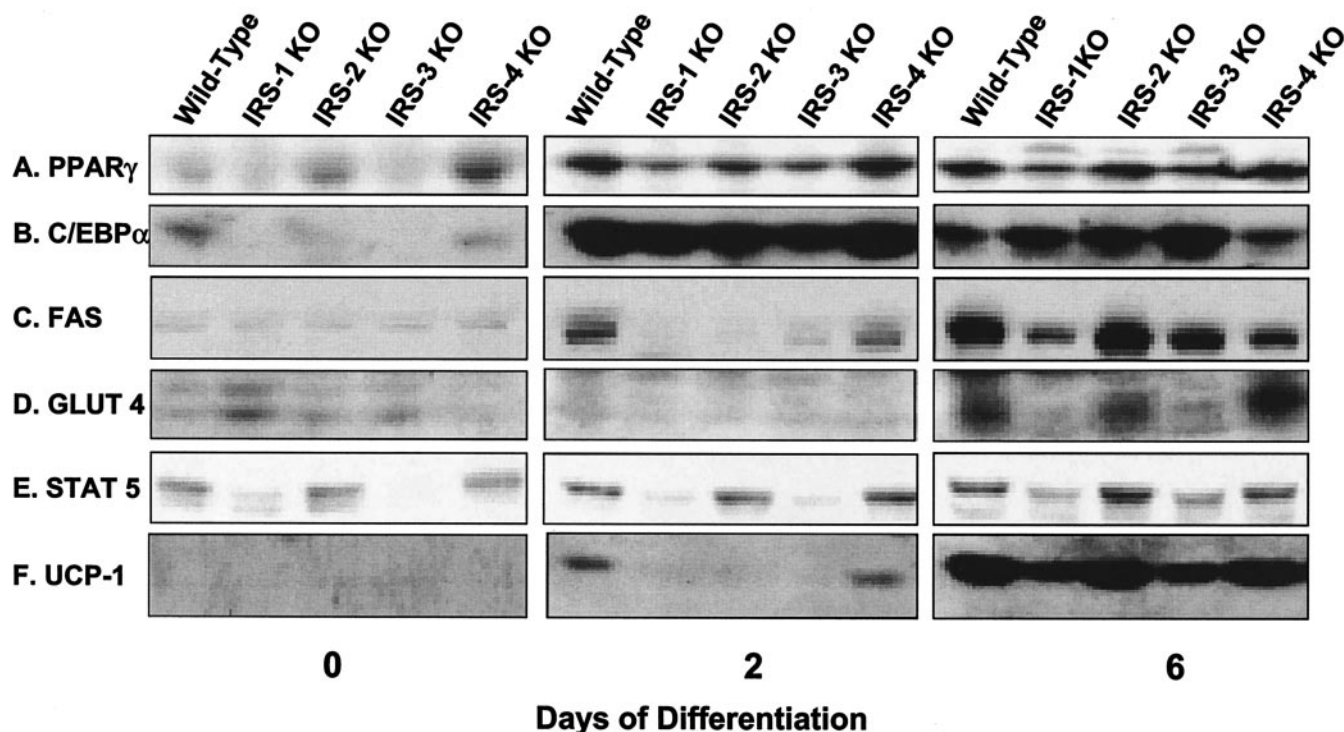 Wild-Type IRS-1 KO IRS-2 KO IRS-3 KO IRS-4 KO Wild-Type IRS-1 KO IRS-2 KO IRS-3 KO IRS-4 KO Wild-Type IRS-1KO IRS-2 KO IRS-3 KO IRS-4 KO
A. PPARγ
B. C/EBPα
C. FAS
D. GLUT 4
E. STAT 5
F. UCP-1
0 2 6
Days of Differentiation